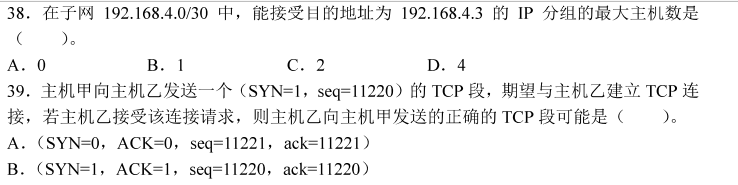 38．在子网 192.168.4.0/30 中，能接受目的地址为 192.168.4.3 的 IP 分组的最大主机数是
（　　）。
A．0　　B．1　　C．2　　D．4
39．主机甲向主机乙发送一个（SYN=1，seq=11220）的 TCP 段，期望与主机乙建立 TCP 连
接，若主机乙接受该连接请求，则主机乙向主机甲发送的正确的 TCP 段可能是（　　）。
A．（SYN=0，ACK=0，seq=11221，ack=11221）
B．（SYN=1，ACK=1，seq=11220，ack=11220）